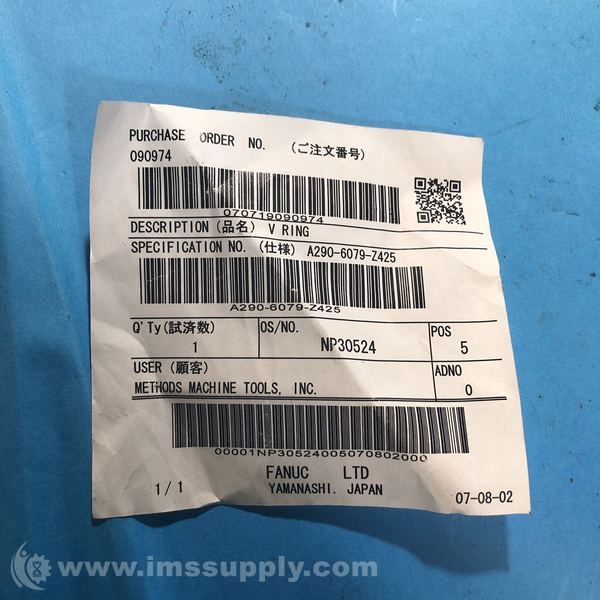 PURCHASE ORDER NO. (ご注文番号)
090974
070719090974
DESCRIPTION (品名) V RING
SPECIFICATION NO. (仕様) A290-6079-Z425
A290-6079-Z425
Q'Ty(試済数) OS/NO. POS
1 NP30524 5
USER (顧客) ADNO
METHODS MACHINE TOOLS, INC. 0
00001NP30524005070802000
FANUC LTD
1/1 YAMANASHI. JAPAN 07-08-02
www.imssupply.com